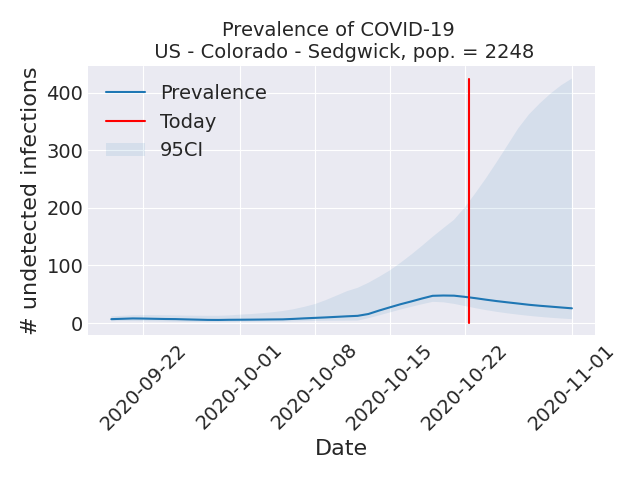 Prevalence of COVID-19
US - Colorado - Sedgwick, pop. = 2248
# undetected infections
400
300
200
100
0
Prevalence
Today
95CI
2020-09-22
2020-10-01
2020-10-08
2020-10-15
2020-10-22
2020-11-01
Date